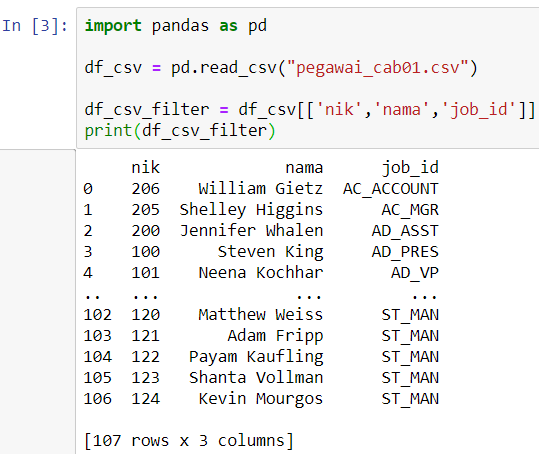 In [3]: import pandas as pd
df_csv = pd.read_csv("pegawai_cab01.csv")
df_csv_filter = df_csv[['nik','nama','job_id']]
print(df_csv_filter)
nik nama job_id
0 206 William Gietz AC_ACCOUNT
1 205 Shelley Higgins AC_MGR
2 200 Jennifer Whalen AD_ASST
3 100 Steven King AD_PRES
4 101 Neena Kochhar AD_VP
.. ... ... ...
102 120 Matthew Weiss ST_MAN
103 121 Adam Fripp ST_MAN
104 122 Payam Kaufling ST_MAN
105 123 Shanta Vollman ST_MAN
106 124 Kevin Mourgos ST_MAN
[107 rows x 3 columns]